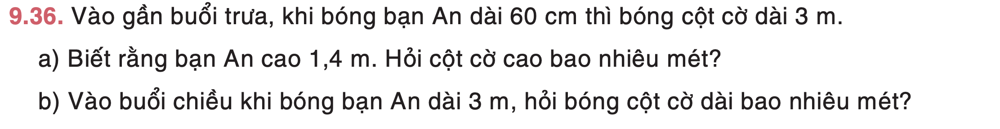 9.36. Vào gần buổi trưa, khi bóng bạn An dài 60 cm thì bóng cột cờ dài 3 m.
a) Biết rằng bạn An cao 1,4 m. Hỏi cột cờ cao bao nhiêu mét?
b) Vào buổi chiều khi bóng bạn An dài 3 m, hỏi bóng cột cờ dài bao nhiêu mét?